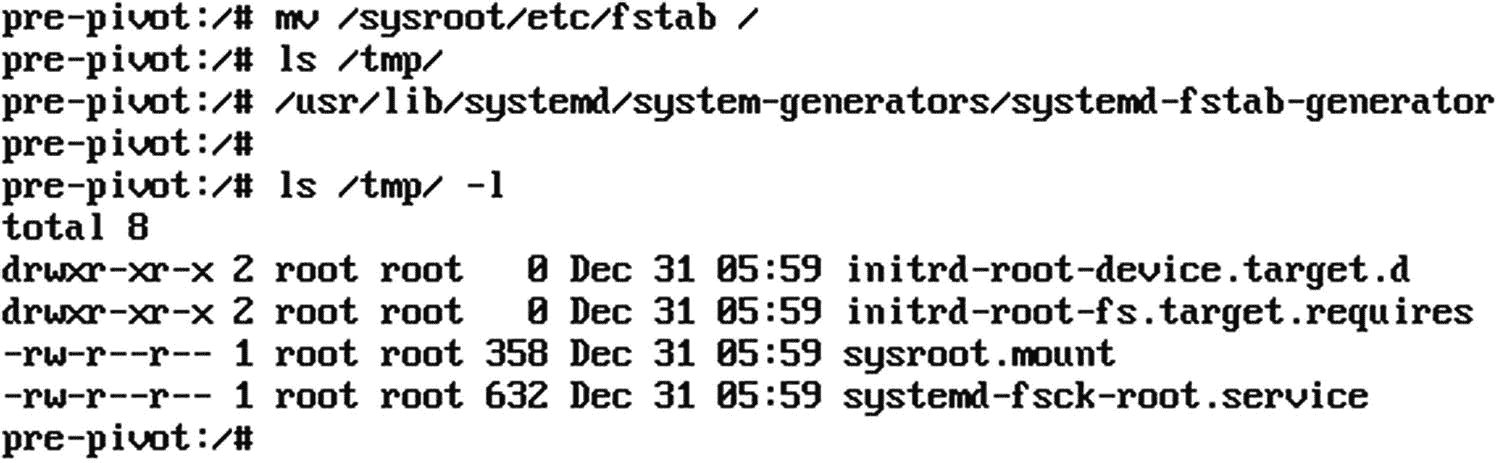 pre-pivot:/# mv /sysroot/etc/fstab /
pre-pivot:/# ls /tmp/
pre-pivot:/# /usr/lib/systemd/system-generators/systemd-fstab-generator
pre-pivot:/#
pre-pivot:/# ls /tmp/ -l
total 8
drwxr-xr-x 2 root root   0 Dec 31 05:59 initrd-root-device.target.d
drwxr-xr-x 2 root root   0 Dec 31 05:59 initrd-root-fs.target.requires
-rw-r--r-- 1 root root 358 Dec 31 05:59 sysroot.mount
-rw-r--r-- 1 root root 632 Dec 31 05:59 systemd-fsck-root.service
pre-pivot:/#